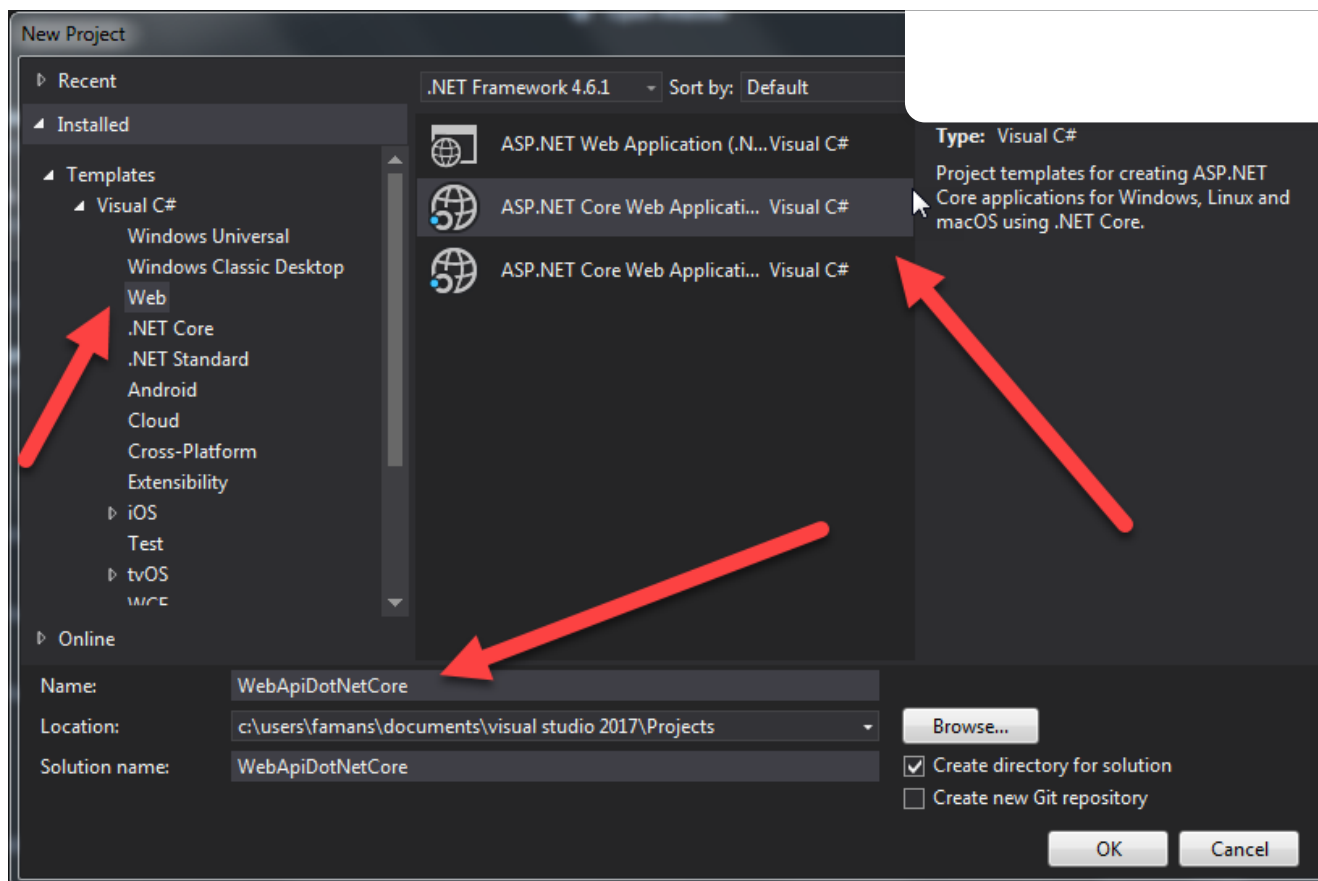 New Project
Recent
.NET Framework 4.6.1
Sort by: Default
Installed
Templates
Visual C#
Windows Universal
Windows Classic Desktop
Web
.NET Core
.NET Standard
Android
Cloud
Cross-Platform
Extensibility
iOS
Test
tvOS
WCF
Online
ASP.NET Web Application (.N... Visual C#
ASP.NET Core Web Applicati... Visual C#
ASP.NET Core Web Applicati... Visual C#
Type: Visual C#
Project templates for creating ASP.NET
Core applications for Windows, Linux and
macOS using .NET Core.
Name: WebApiDotNetCore
Location: c:\users\famans\documents\visual studio 2017\Projects
Browse...
Solution name: WebApiDotNetCore
Create directory for solution
Create new Git repository
OK
Cancel